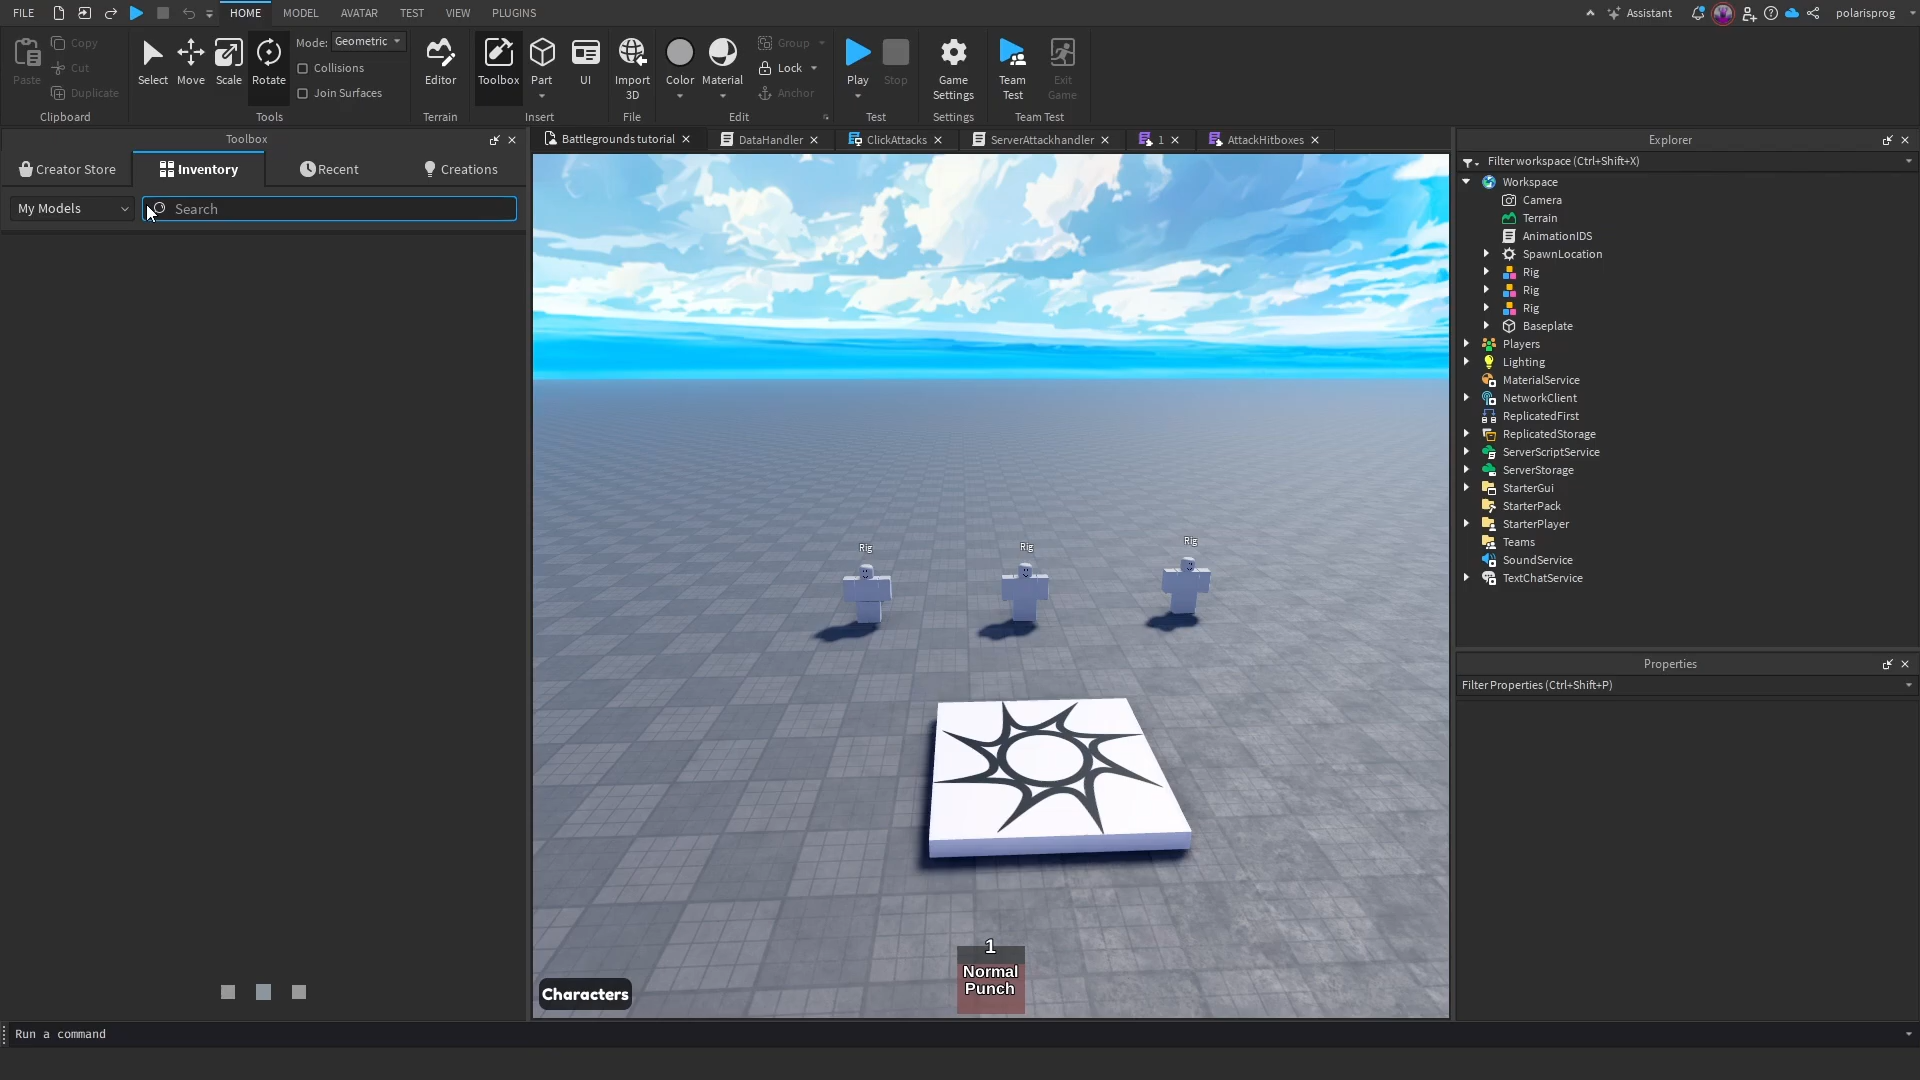 FILE HOME MODEL AVATAR TEST VIEW PLUGINS Assistant polarisprog
Paste Copy Cut Duplicate
Select Move Scale Rotate Mode: Geometric
Collisions
Join Surfaces
Editor Toolbox Part UI Import 3D Color Material Group Lock Anchor Play Stop Game Settings Team Test Exit Game
Clipboard Tools Terrain Insert File Edit Test Settings Team Test
Toolbox
Creator Store Inventory Recent Creations
My Models Search
Battlegrounds tutorial DataHandler ClickAttacks ServerAttackhandler 1 AttackHitboxes
Rig Rig Rig
Characters
1
Normal
Punch
Explorer
Filter workspace (Ctrl+Shift+X)
Workspace
Camera
Terrain
AnimationIDS
SpawnLocation
Rig
Rig
Rig
Baseplate
Players
Lighting
MaterialService
NetworkClient
ReplicatedFirst
ReplicatedStorage
ServerScriptService
ServerStorage
StarterGui
StarterPack
StarterPlayer
Teams
SoundService
TextChatService
Properties
Filter Properties (Ctrl+Shift+P)
Run a command